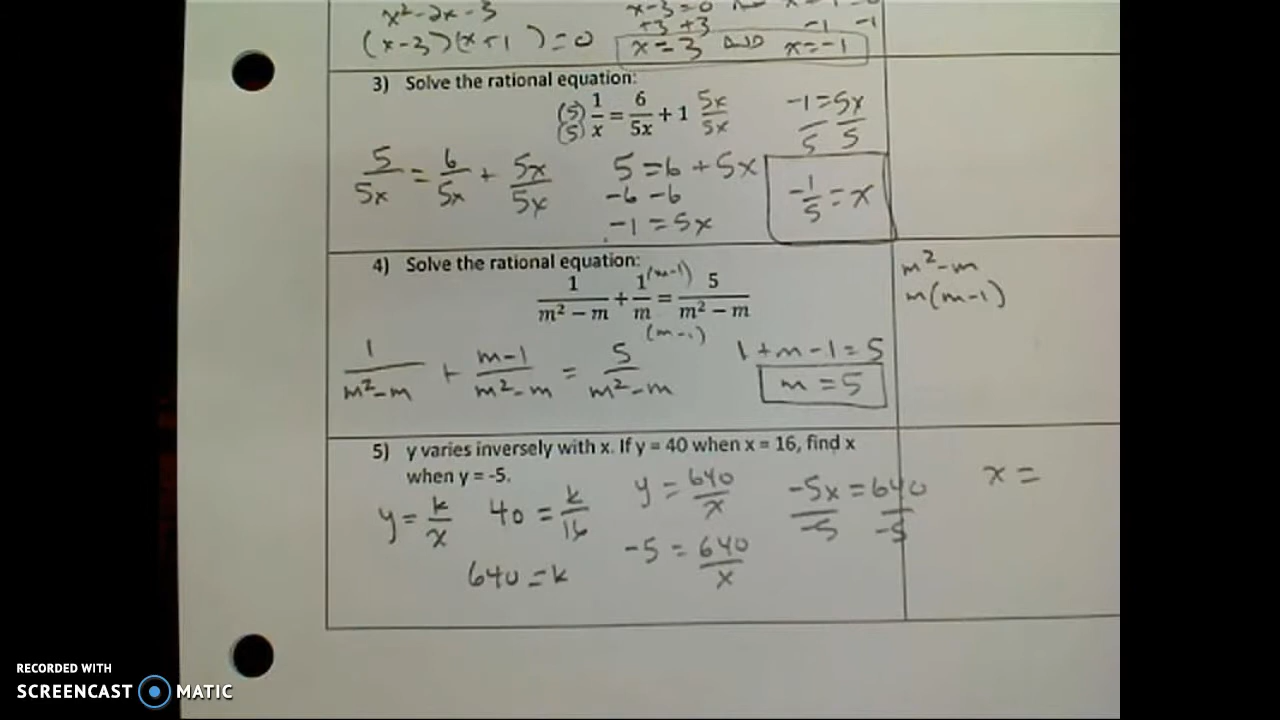 x² - 2x - 3
(x-3)(x+1) = 0
x-3=0
+3 +3
-1 -1
x = 3 and x = -1
3) Solve the rational equation:
(5)/(5) 1/x = 6/5x + 1 5x/5x
5/5x = 6/5x + 5x/5x
5 = 6 + 5x
-6 -6
-1 = 5x
-1/5 = 5x/5
-1/5 = x
4) Solve the rational equation:
1/(m² - m) + 1(m-1)/m(m-1) = 5/(m² - m)
1/(m²-m) + (m-1)/(m²-m) = 5/(m²-m)
1 + m - 1 = 5
m = 5
m² - m
m(m-1)
5) y varies inversely with x. If y = 40 when x = 16, find x
when y = -5.
y = k/x
40 = k/16
640 = k
y = 640/x
-5 = 640/x
-5x/-5 = 640/-5
x =
RECORDED WITH
SCREENCAST MATIC